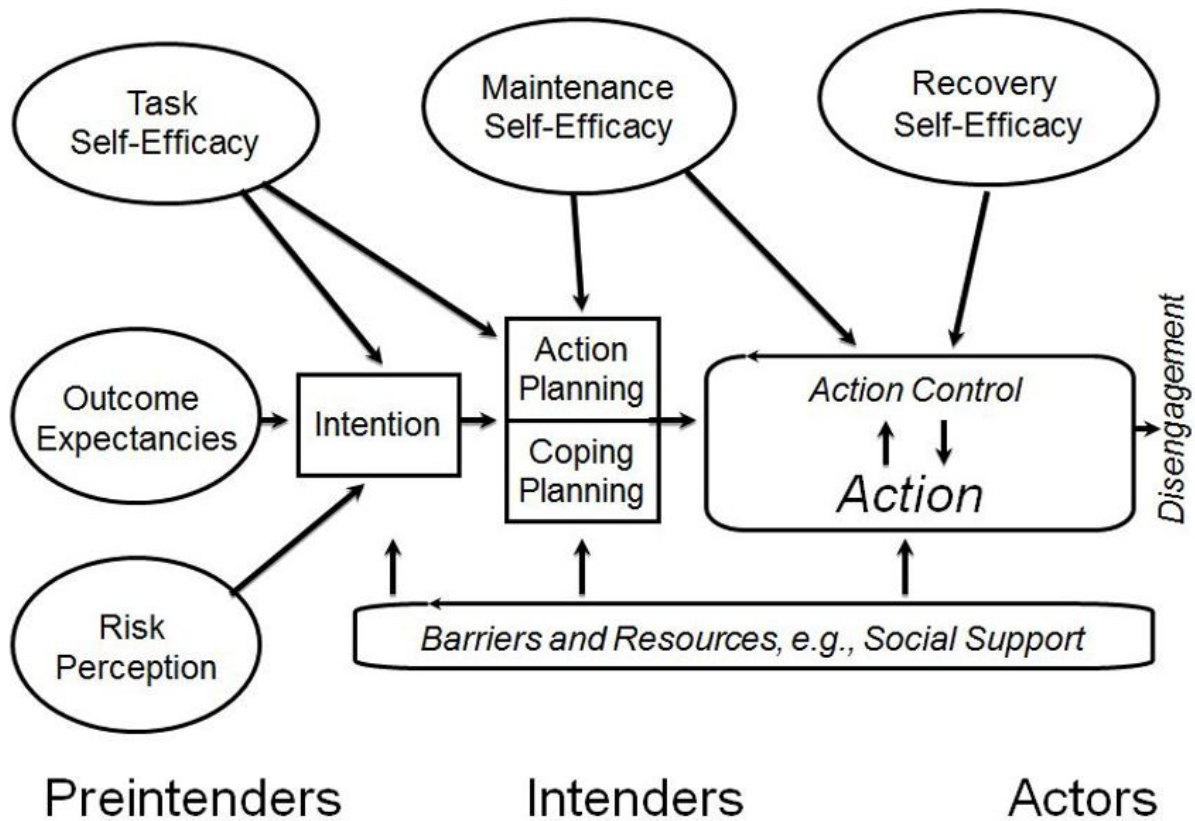 Task
Self-Efficacy
Maintenance
Self-Efficacy
Recovery
Self-Efficacy
Outcome
Expectancies
Intention
Action
Planning
Coping
Planning
Action Control
Action
Disengagement
Risk
Perception
Barriers and Resources, e.g., Social Support
Preintenders
Intenders
Actors